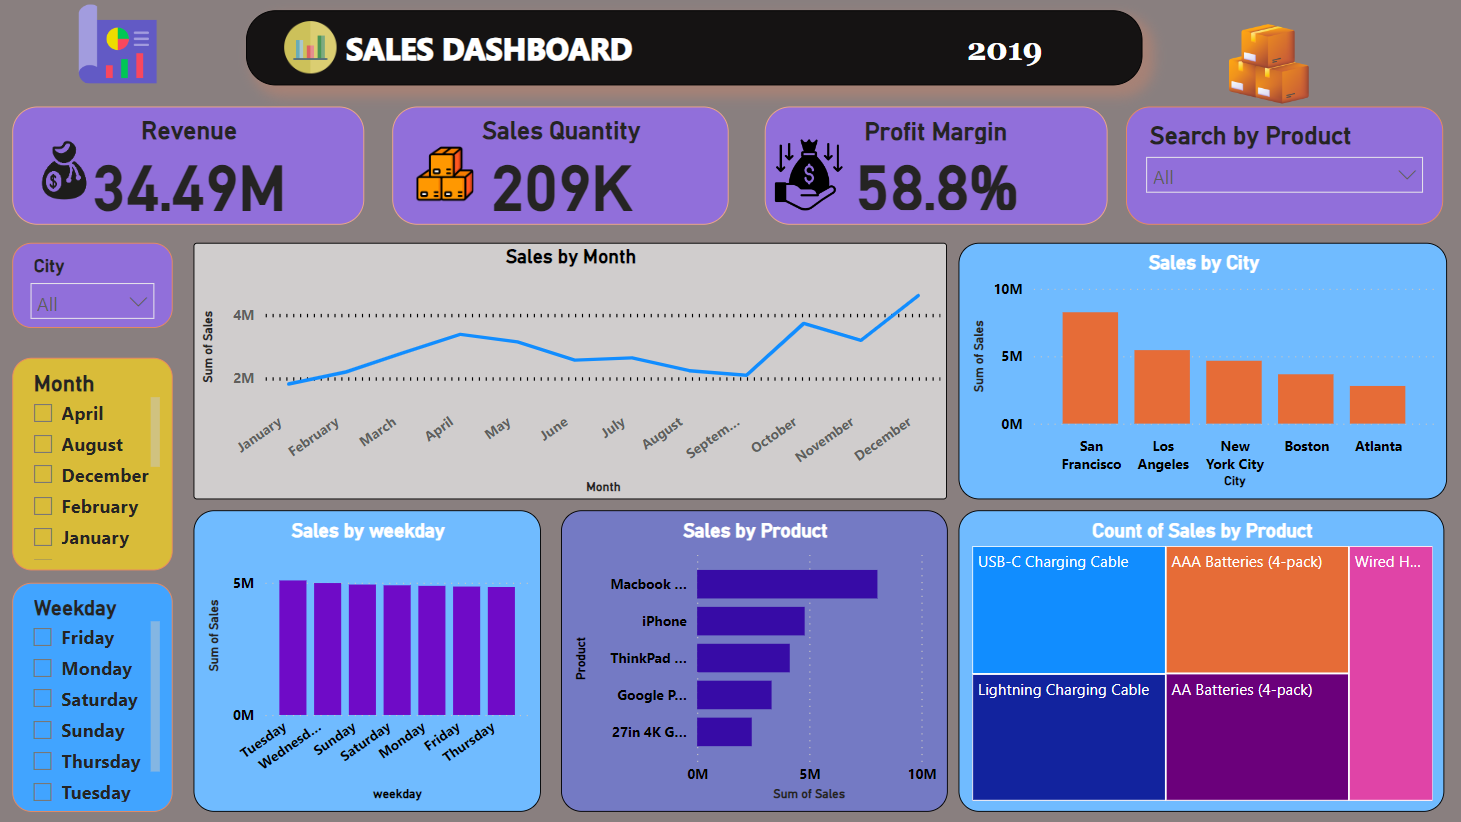 SALES DASHBOARD
2019
Revenue
34.49M
Sales Quantity
209K
Profit Margin
58.8%
Search by Product
All
City
All
Month
April
August
December
February
January
Weekday
Friday
Monday
Saturday
Sunday
Thursday
Tuesday
Sales by Month
Sum of Sales
4M
2M
January
February
March
April
May
June
July
August
Septem...
October
November
December
Month
Sales by City
Sum of Sales
10M
5M
0M
San Francisco
Los Angeles
New York City
Boston
Atlanta
City
Sales by weekday
Sum of Sales
5M
0M
Tuesday
Wednesd...
Sunday
Saturday
Monday
Friday
Thursday
weekday
Sales by Product
Product
Macbook ...
iPhone
ThinkPad ...
Google P...
27in 4K G...
0M
5M
10M
Sum of Sales
Count of Sales by Product
USB-C Charging Cable
AAA Batteries (4-pack)
Wired H...
Lightning Charging Cable
AA Batteries (4-pack)